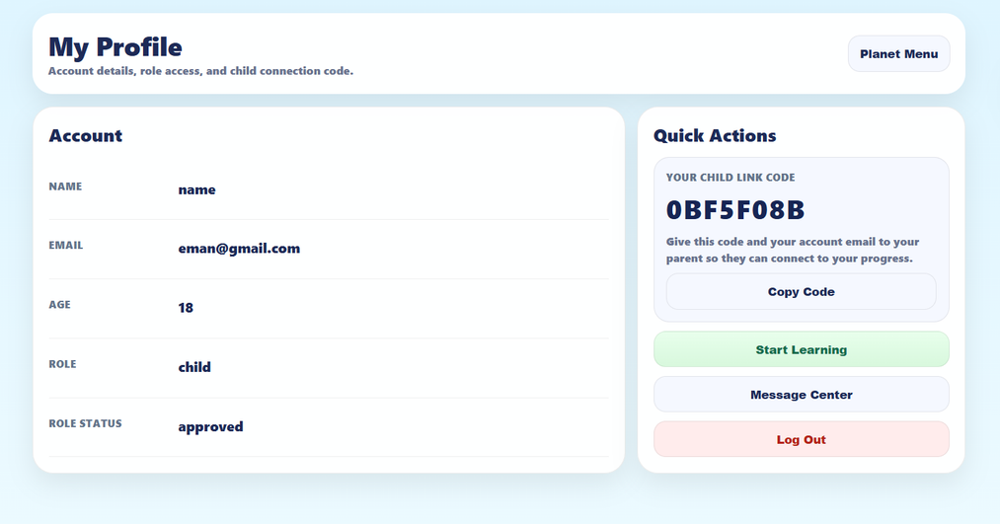 My Profile
Account details, role access, and child connection code.
Planet Menu
Account
NAME
name
EMAIL
eman@gmail.com
AGE
18
ROLE
child
ROLE STATUS
approved
Quick Actions
YOUR CHILD LINK CODE
0BF5F08B
Give this code and your account email to your
parent so they can connect to your progress.
Copy Code
Start Learning
Message Center
Log Out